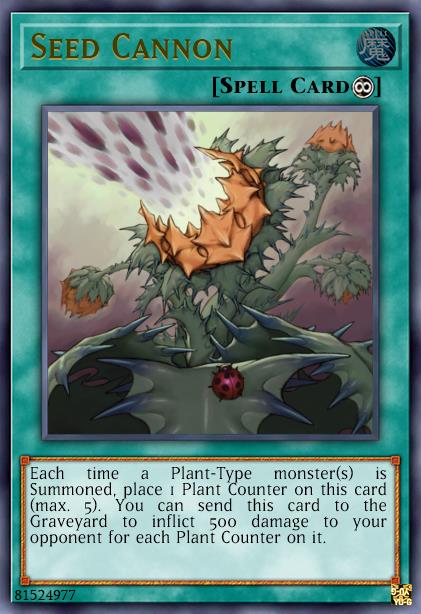 SEED CANNON
魔
[SPELL CARD]
Each time a Plant-Type monster(s) is
Summoned, place 1 Plant Counter on this card
(max. 5). You can send this card to the
Graveyard to inflict 500 damage to your
opponent for each Plant Counter on it.
81524977